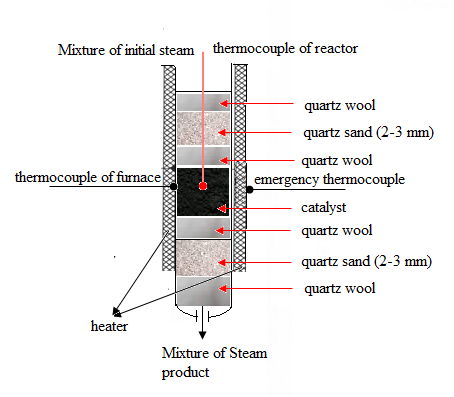 Mixture of initial steam
thermocouple of reactor
quartz wool
quartz sand (2-3 mm)
quartz wool
thermocouple of furnace
emergency thermocouple
catalyst
quartz wool
quartz sand (2-3 mm)
quartz wool
heater
Mixture of Steam
product